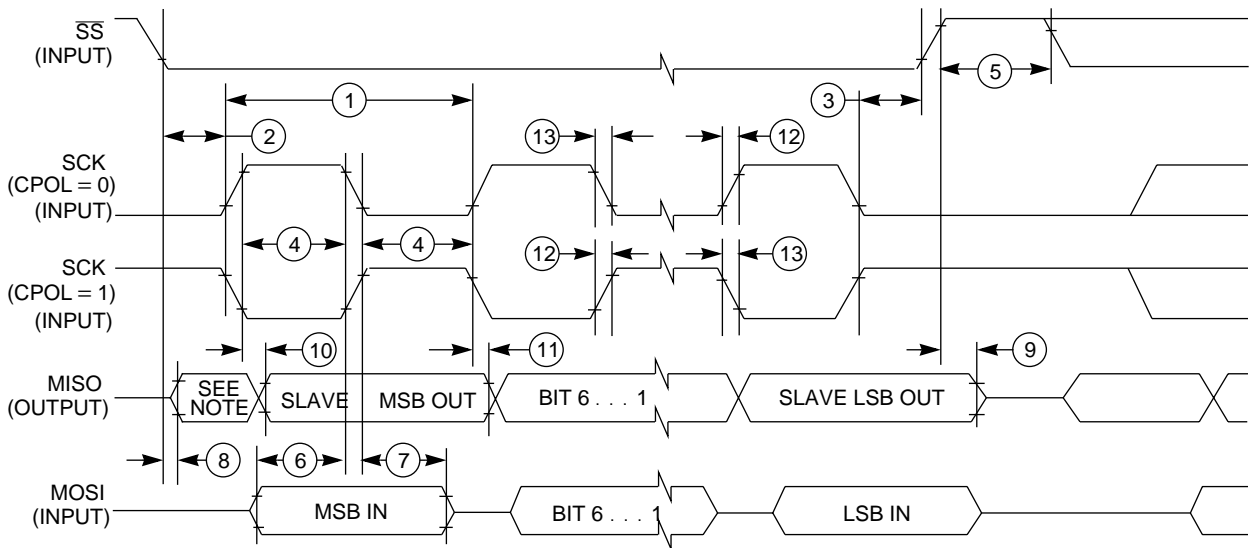 SS
(INPUT)
5
1
3
2
13
12
SCK
(CPOL = 0)
(INPUT)
4
4
12
13
SCK
(CPOL = 1)
(INPUT)
10
11
9
MISO
(OUTPUT)
SEE
NOTE
SLAVE
MSB OUT
BIT 6 . . . 1
SLAVE LSB OUT
8
6
7
MOSI
(INPUT)
MSB IN
BIT 6 . . . 1
LSB IN